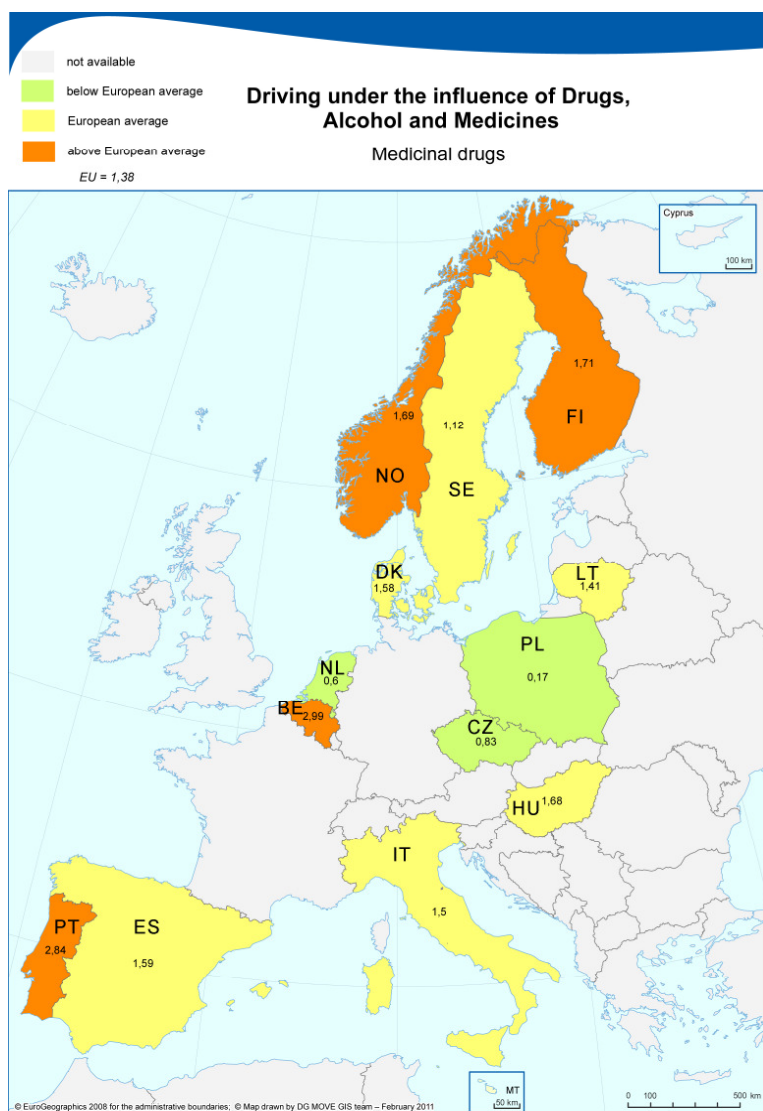 not available
below European average
European average
above European average
EU = 1,38
Driving under the influence of Drugs,
Alcohol and Medicines
Medicinal drugs
Cyprus
100 km
1,71
FI
1,69
NO
1,12
SE
DK
1,58
LT
1,41
PL
0,17
NL
0,6
BE
2,99
CZ
0,83
HU
1,68
IT
1,5
PT
2,84
ES
1,59
MT
50 km
0 100 500 km
© EuroGeographics 2008 for the administrative boundaries; © Map drawn by DG MOVE GIS team – February 2011